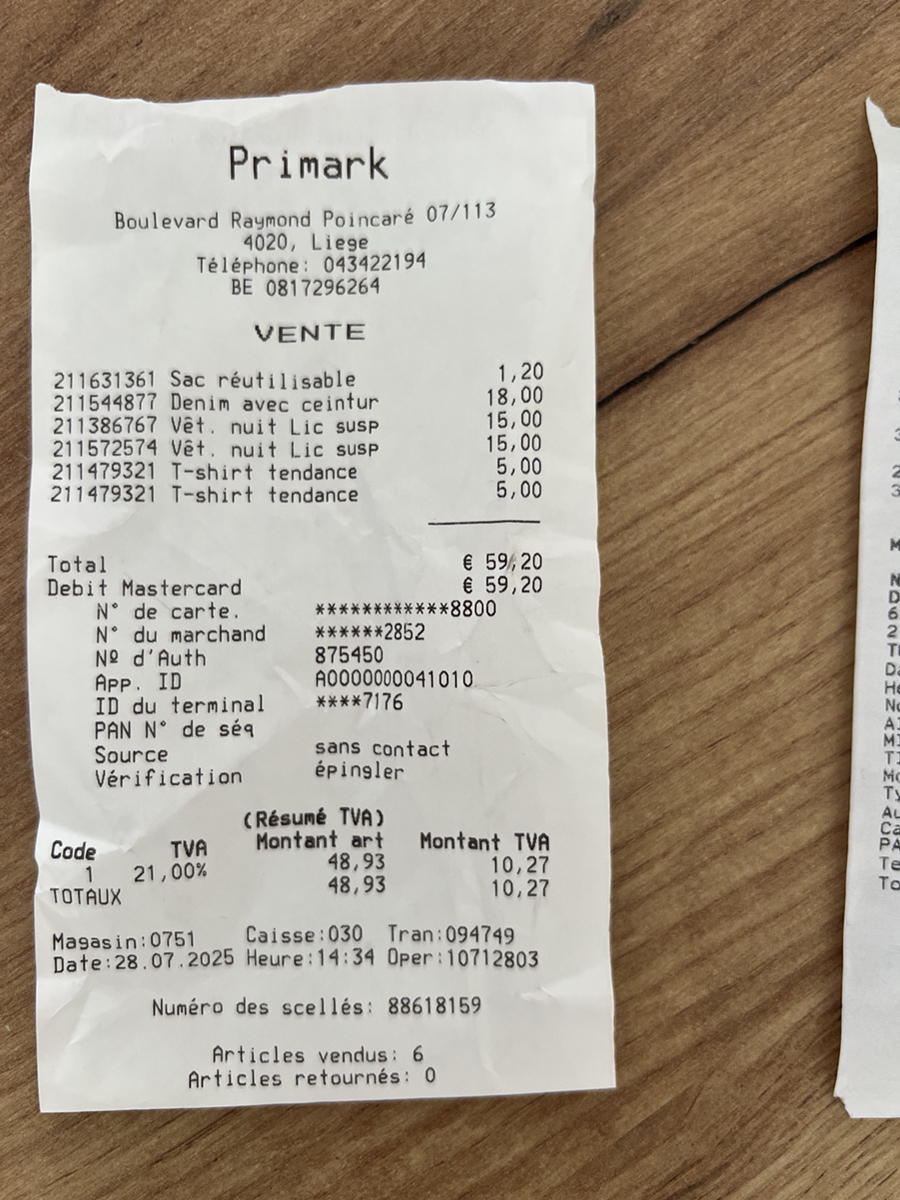 Primark
Boulevard Raymond Poincaré 07/113
4020, Liege
Téléphone: 043422194
BE 0817296264
VENTE
211631361 Sac réutilisable 1,20
211544877 Denim avec ceintur 18,00
211386767 Vêt. nuit Lic susp 15,00
211572574 Vêt. nuit Lic susp 15,00
211479321 T-shirt tendance 5,00
211479321 T-shirt tendance 5,00
Total € 59,20
Debit Mastercard € 59,20
N° de carte. ************8800
N° du marchand ******2852
Nº d'Auth 875450
App. ID A0000000041010
ID du terminal ****7176
PAN N° de séq
Source sans contact
Vérification épingler
(Résumé TVA)
Code TVA Montant art Montant TVA
1 21,00% 48,93 10,27
TOTAUX 48,93 10,27
Magasin:0751 Caisse:030 Tran:094749
Date:28.07.2025 Heure:14:34 Oper:10712803
Numéro des scellés: 88618159
Articles vendus: 6
Articles retournés: 0